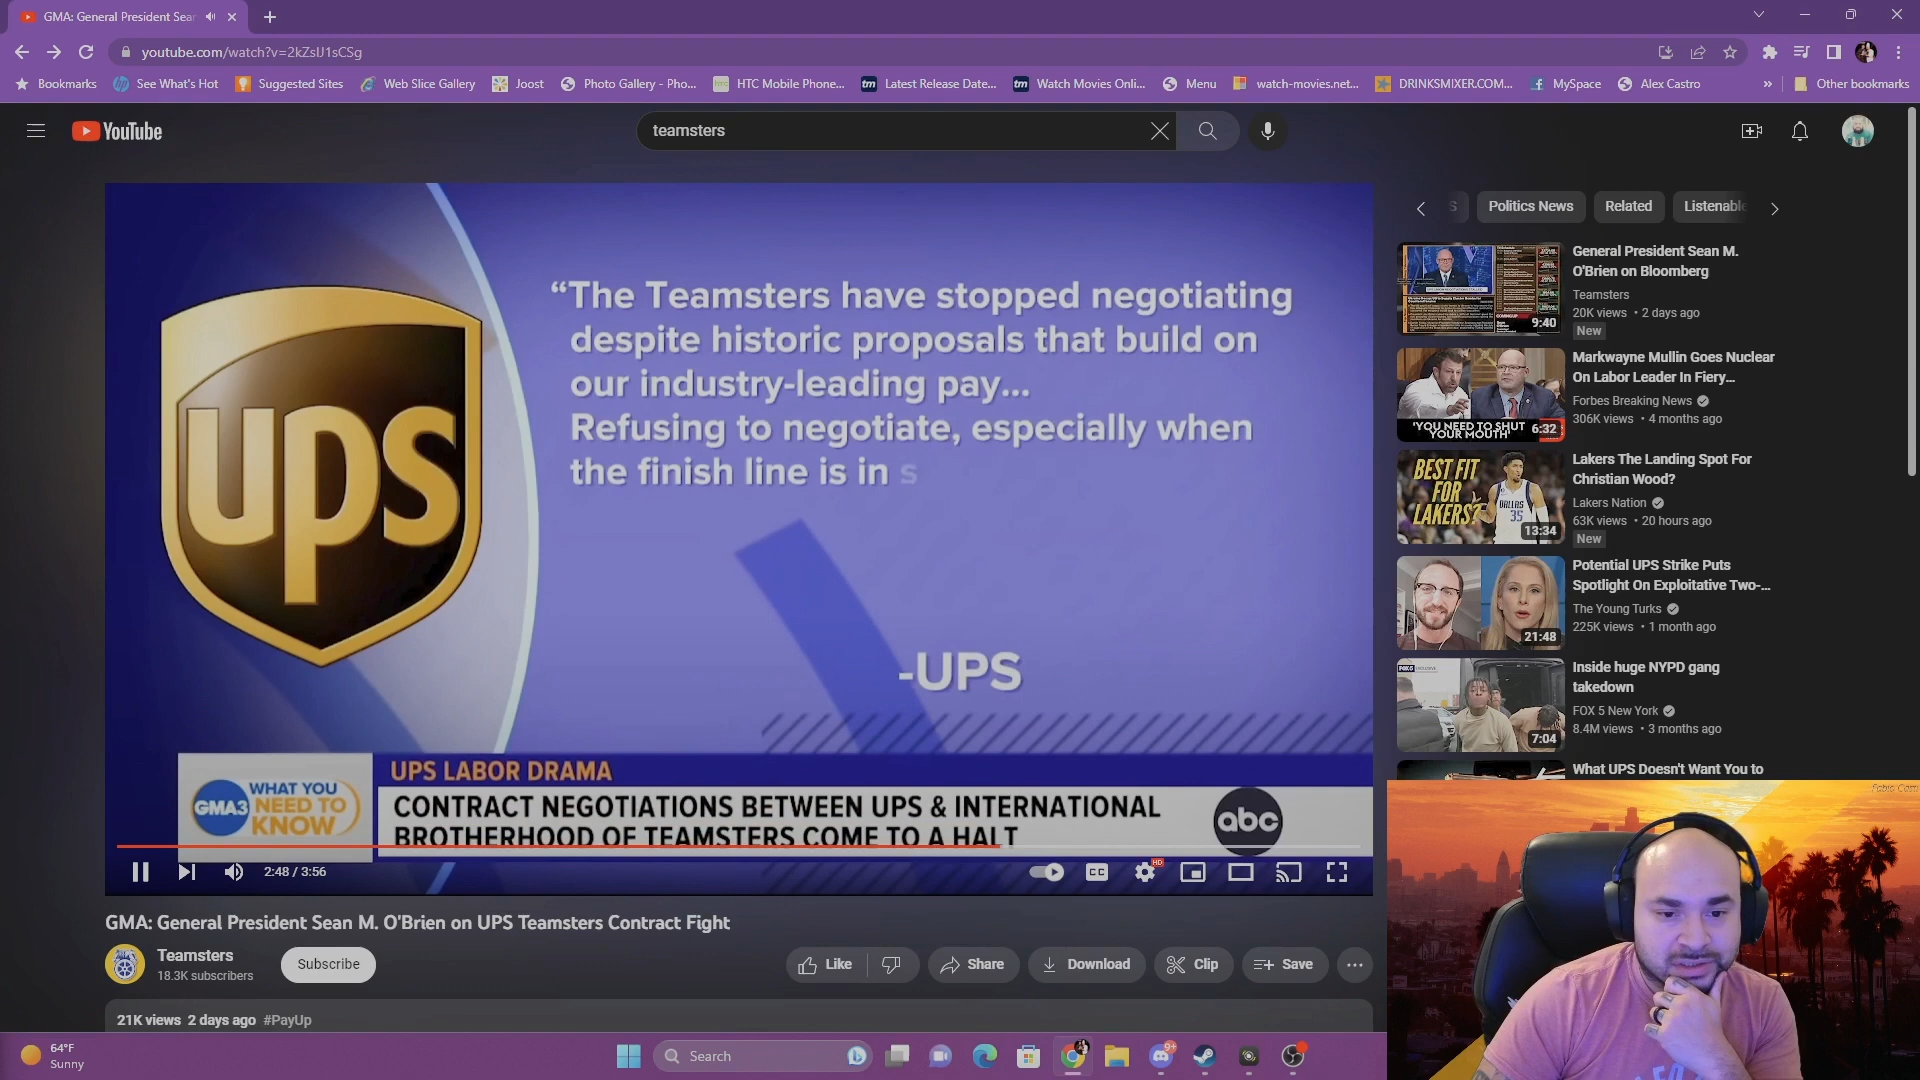 GMA: General President Sean
youtube.com/watch?v=2kZsIJ1sCSg
Bookmarks
See What's Hot
Suggested Sites
Web Slice Gallery
Joost
Photo Gallery - Pho...
HTC Mobile Phone...
Latest Release Date...
Watch Movies Onli...
Menu
watch-movies.net...
DRINKSMIXER.COM...
MySpace
Alex Castro
»
Other bookmarks
YouTube
teamsters
"The Teamsters have stopped negotiating
despite historic proposals that build on
our industry-leading pay...
Refusing to negotiate, especially when
the finish line is in s
-UPS
ups
UPS LABOR DRAMA
GMA3 WHAT YOU NEED TO KNOW
CONTRACT NEGOTIATIONS BETWEEN UPS & INTERNATIONAL
BROTHERHOOD OF TEAMSTERS COME TO A HALT
abc
2:48 / 3:56
CC
HD
GMA: General President Sean M. O'Brien on UPS Teamsters Contract Fight
Teamsters
18.3K subscribers
Subscribe
Like
Share
Download
Clip
Save
21K views 2 days ago #PayUp
S
Politics News
Related
Listenable
General President Sean M.
O'Brien on Bloomberg
Teamsters
20K views • 2 days ago
New
9:40
Markwayne Mullin Goes Nuclear
On Labor Leader In Fiery...
Forbes Breaking News
306K views • 4 months ago
'YOU NEED TO SHUT
YOUR MOUTH'
6:32
Lakers The Landing Spot For
Christian Wood?
Lakers Nation
63K views • 20 hours ago
New
BEST FIT
FOR
LAKERS?
DALLAS
35
13:34
Potential UPS Strike Puts
Spotlight On Exploitative Two-...
The Young Turks
225K views • 1 month ago
21:48
Inside huge NYPD gang
takedown
FOX 5 New York
8.4M views • 3 months ago
7:04
What UPS Doesn't Want You to
64°F
Sunny
Search
9+